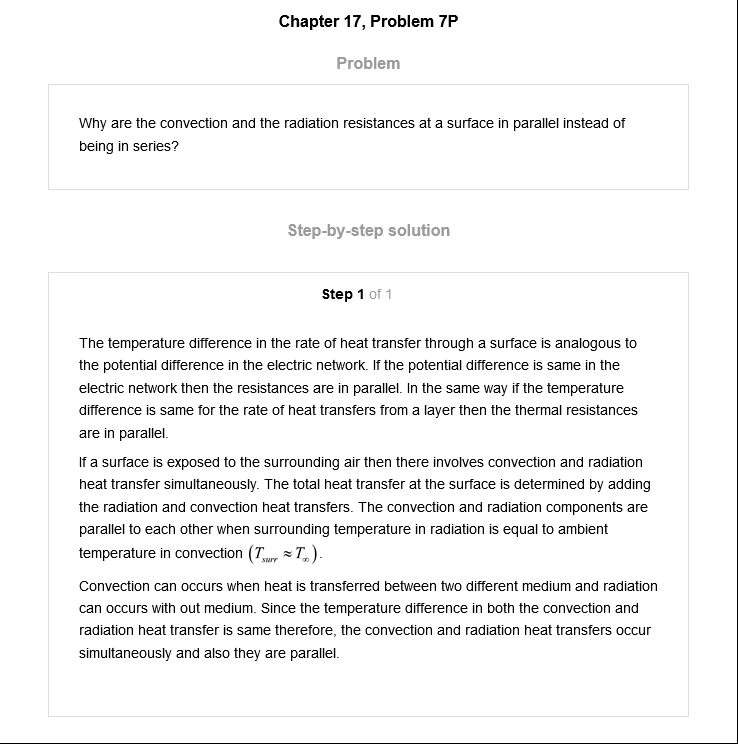 Chapter 17, Problem 7P
Problem
Why are the convection and the radiation resistances at a surface in parallel instead of
being in series?
Step-by-step solution
Step 1 of 1
The temperature difference in the rate of heat transfer through a surface is analogous to
the potential difference in the electric network. If the potential difference is same in the
electric network then the resistances are in parallel. In the same way if the temperature
difference is same for the rate of heat transfers from a layer then the thermal resistances
are in parallel.
If a surface is exposed to the surrounding air then there involves convection and radiation
heat transfer simultaneously. The total heat transfer at the surface is determined by adding
the radiation and convection heat transfers. The convection and radiation components are
parallel to each other when surrounding temperature in radiation is equal to ambient
temperature in convection (T_surr ≈ T_∞).
Convection can occurs when heat is transferred between two different medium and radiation
can occurs with out medium. Since the temperature difference in both the convection and
radiation heat transfer is same therefore, the convection and radiation heat transfers occur
simultaneously and also they are parallel.